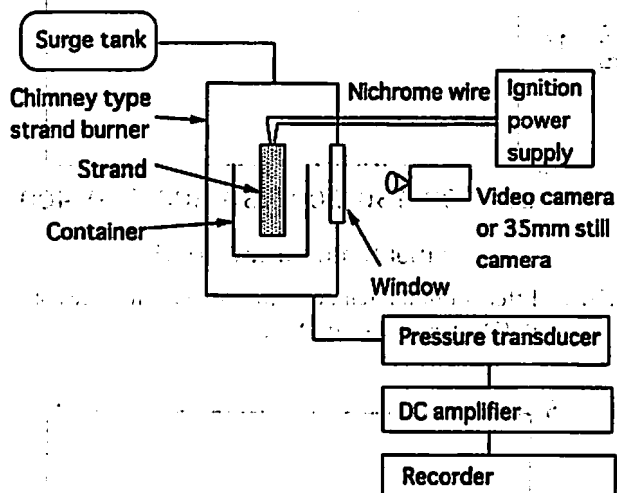 Surge tank
Chimney type
strand burner
Nichrome wire
Ignition
power
supply
Strand
Container
Video camera
or 35mm still
camera
Window
Pressure transducer
DC amplifier
Recorder